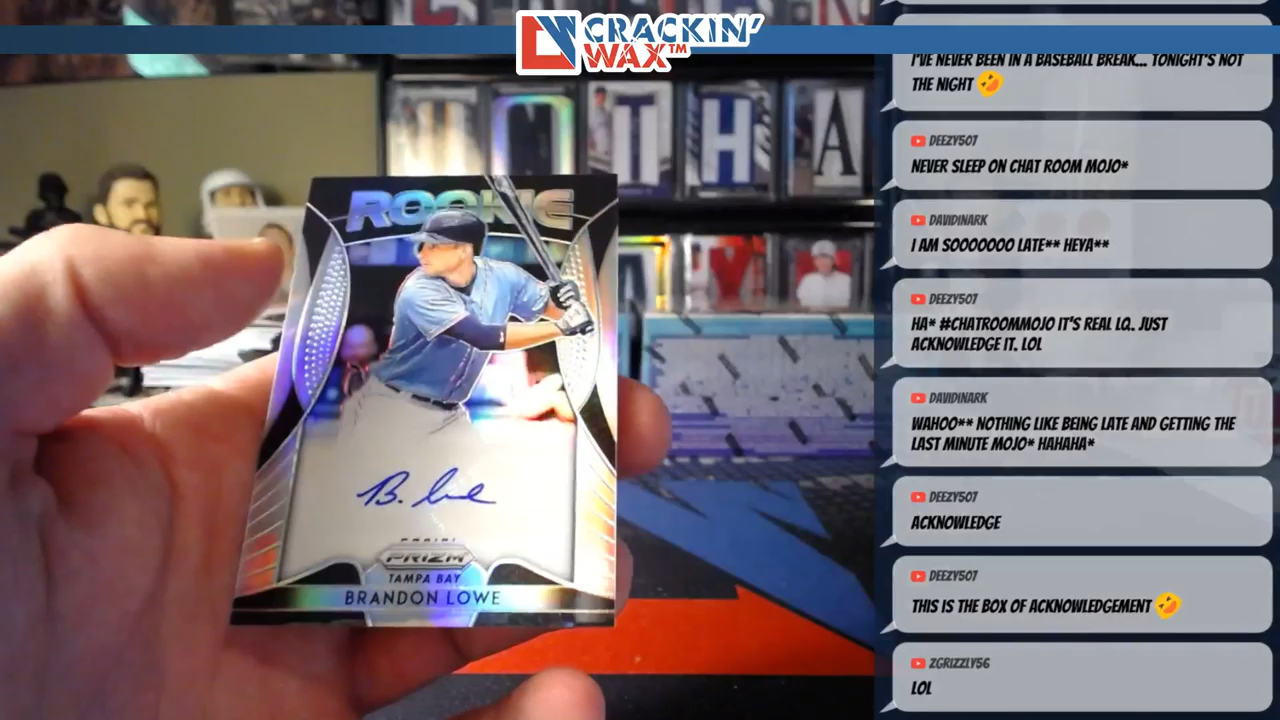 CRACKIN'
WAX™
O T H A
ROOKIE
B. Lowe
PANINI
PRIZM
TAMPA BAY
BRANDON LOWE
I'VE NEVER BEEN IN A BASEBALL BREAK... TONIGHT'S NOT
THE NIGHT 🤣
DEEZY507
NEVER SLEEP ON CHAT ROOM MOJO*
DAVIDINARK
I AM SOOOOOOO LATE** HEYA**
DEEZY507
HA* #CHATROOMMOJO IT'S REAL LQ.. JUST
ACKNOWLEDGE IT. LOL
DAVIDINARK
WAHOO** NOTHING LIKE BEING LATE AND GETTING THE
LAST MINUTE MOJO* HAHAHA*
DEEZY507
ACKNOWLEDGE
DEEZY507
THIS IS THE BOX OF ACKNOWLEDGEMENT 🤣
ZGRIZZLY56
LOL